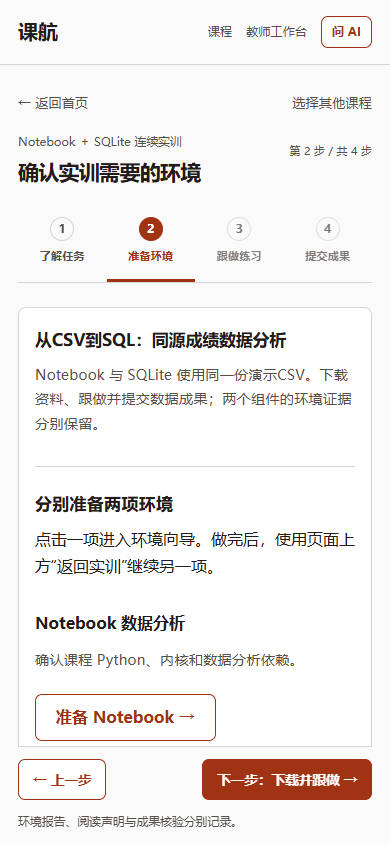 课航
课程 教师工作台 问 AI
← 返回首页 选择其他课程
Notebook + SQLite 连续实训
第 2 步 / 共 4 步
确认实训需要的环境
1 2 3 4
了解任务 准备环境 跟做练习 提交成果
从CSV到SQL：同源成绩数据分析
Notebook 与 SQLite 使用同一份演示CSV。下载
资料、跟做并提交数据成果；两个组件的环境证据
分别保留。
分别准备两项环境
点击一项进入环境向导。做完后，使用页面上
方“返回实训”继续另一项。
Notebook 数据分析
确认课程 Python、内核和数据分析依赖。
准备 Notebook →
← 上一步 下一步：下载并跟做 →
环境报告、阅读声明与成果核验分别记录。